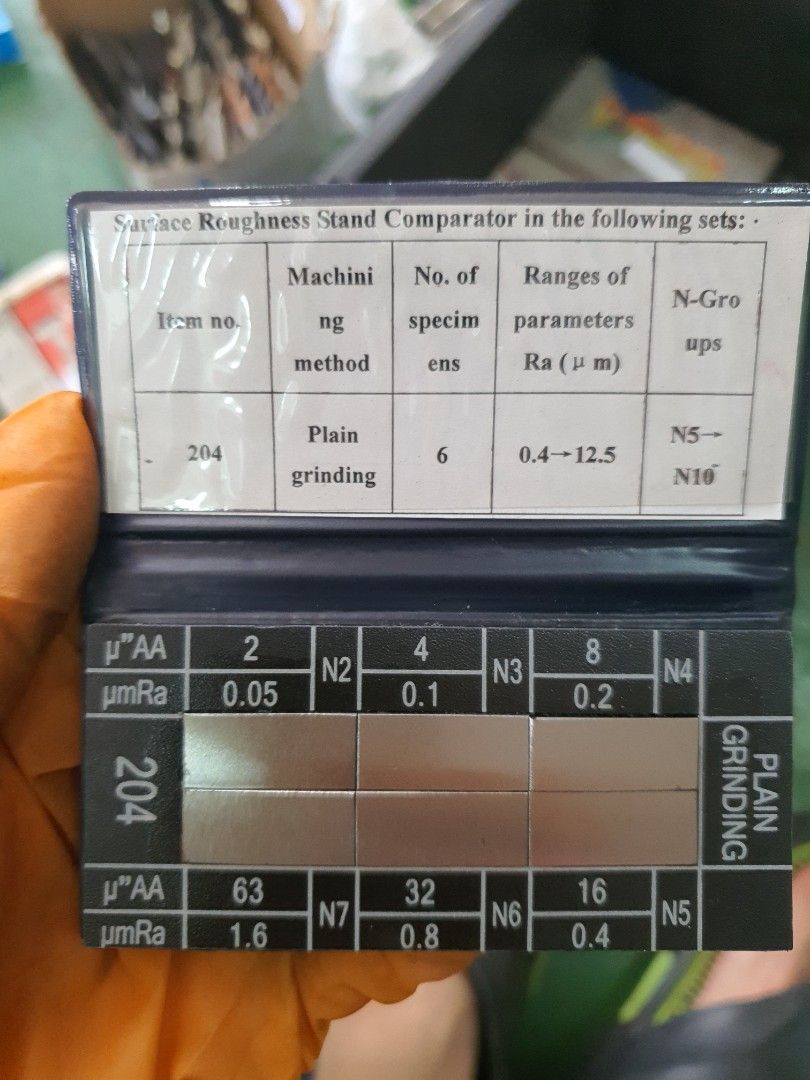 Surface Roughness Stand Comparator in the following sets: ·
Item no.
Machini
ng
method
No. of
specim
ens
Ranges of
parameters
Ra (μ m)
N-Gro
ups
204
Plain
grinding
6
0.4→12.5
N5→
N10
μ”AA 2 N2 4 N3 8 N4
μmRa 0.05 0.1 0.2
204
PLAIN
GRINDING
μ”AA 63 N7 32 N6 16 N5
μmRa 1.6 0.8 0.4